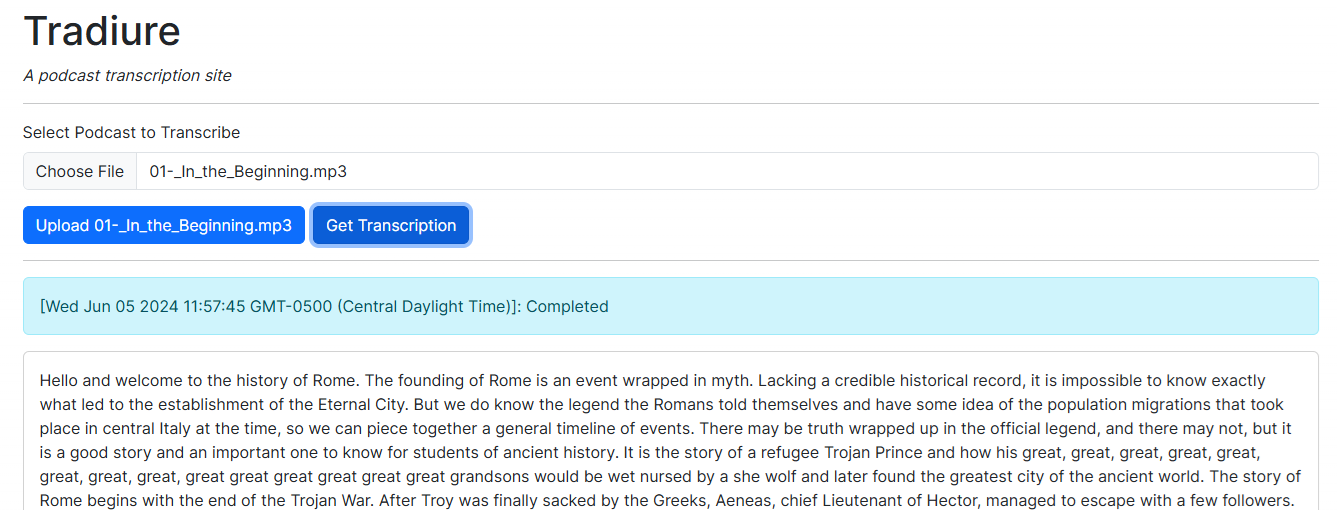 Tradiure
A podcast transcription site
Select Podcast to Transcribe
Choose File 01-_In_the_Beginning.mp3
Upload 01-_In_the_Beginning.mp3 Get Transcription
[Wed Jun 05 2024 11:57:45 GMT-0500 (Central Daylight Time)]: Completed
Hello and welcome to the history of Rome. The founding of Rome is an event wrapped in myth. Lacking a credible historical record, it is impossible to know exactly
what led to the establishment of the Eternal City. But we do know the legend the Romans told themselves and have some idea of the population migrations that took
place in central Italy at the time, so we can piece together a general timeline of events. There may be truth wrapped up in the official legend, and there may not, but it
is a good story and an important one to know for students of ancient history. It is the story of a refugee Trojan Prince and how his great, great, great, great, great,
great, great, great, great great great great great great grandsons would be wet nursed by a she wolf and later found the greatest city of the ancient world. The story of
Rome begins with the end of the Trojan War. After Troy was finally sacked by the Greeks, Aeneas, chief Lieutenant of Hector, managed to escape with a few followers.